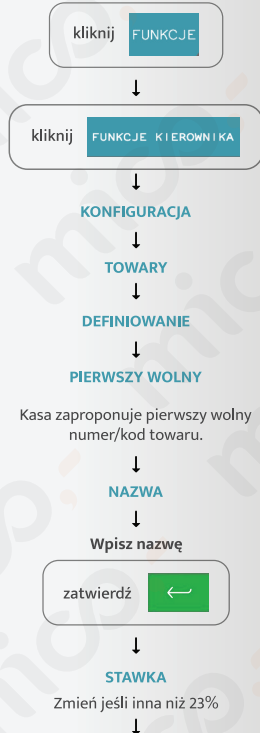 kliknij FUNKCJE
kliknij FUNKCJE KIEROWNIKA
KONFIGURACJA
TOWARY
DEFINIOWANIE
PIERWSZY WOLNY
Kasa zaproponuje pierwszy wolny
numer/kod towaru.
NAZWA
Wpisz nazwę
zatwierdź
STAWKA
Zmień jeśli inna niż 23%